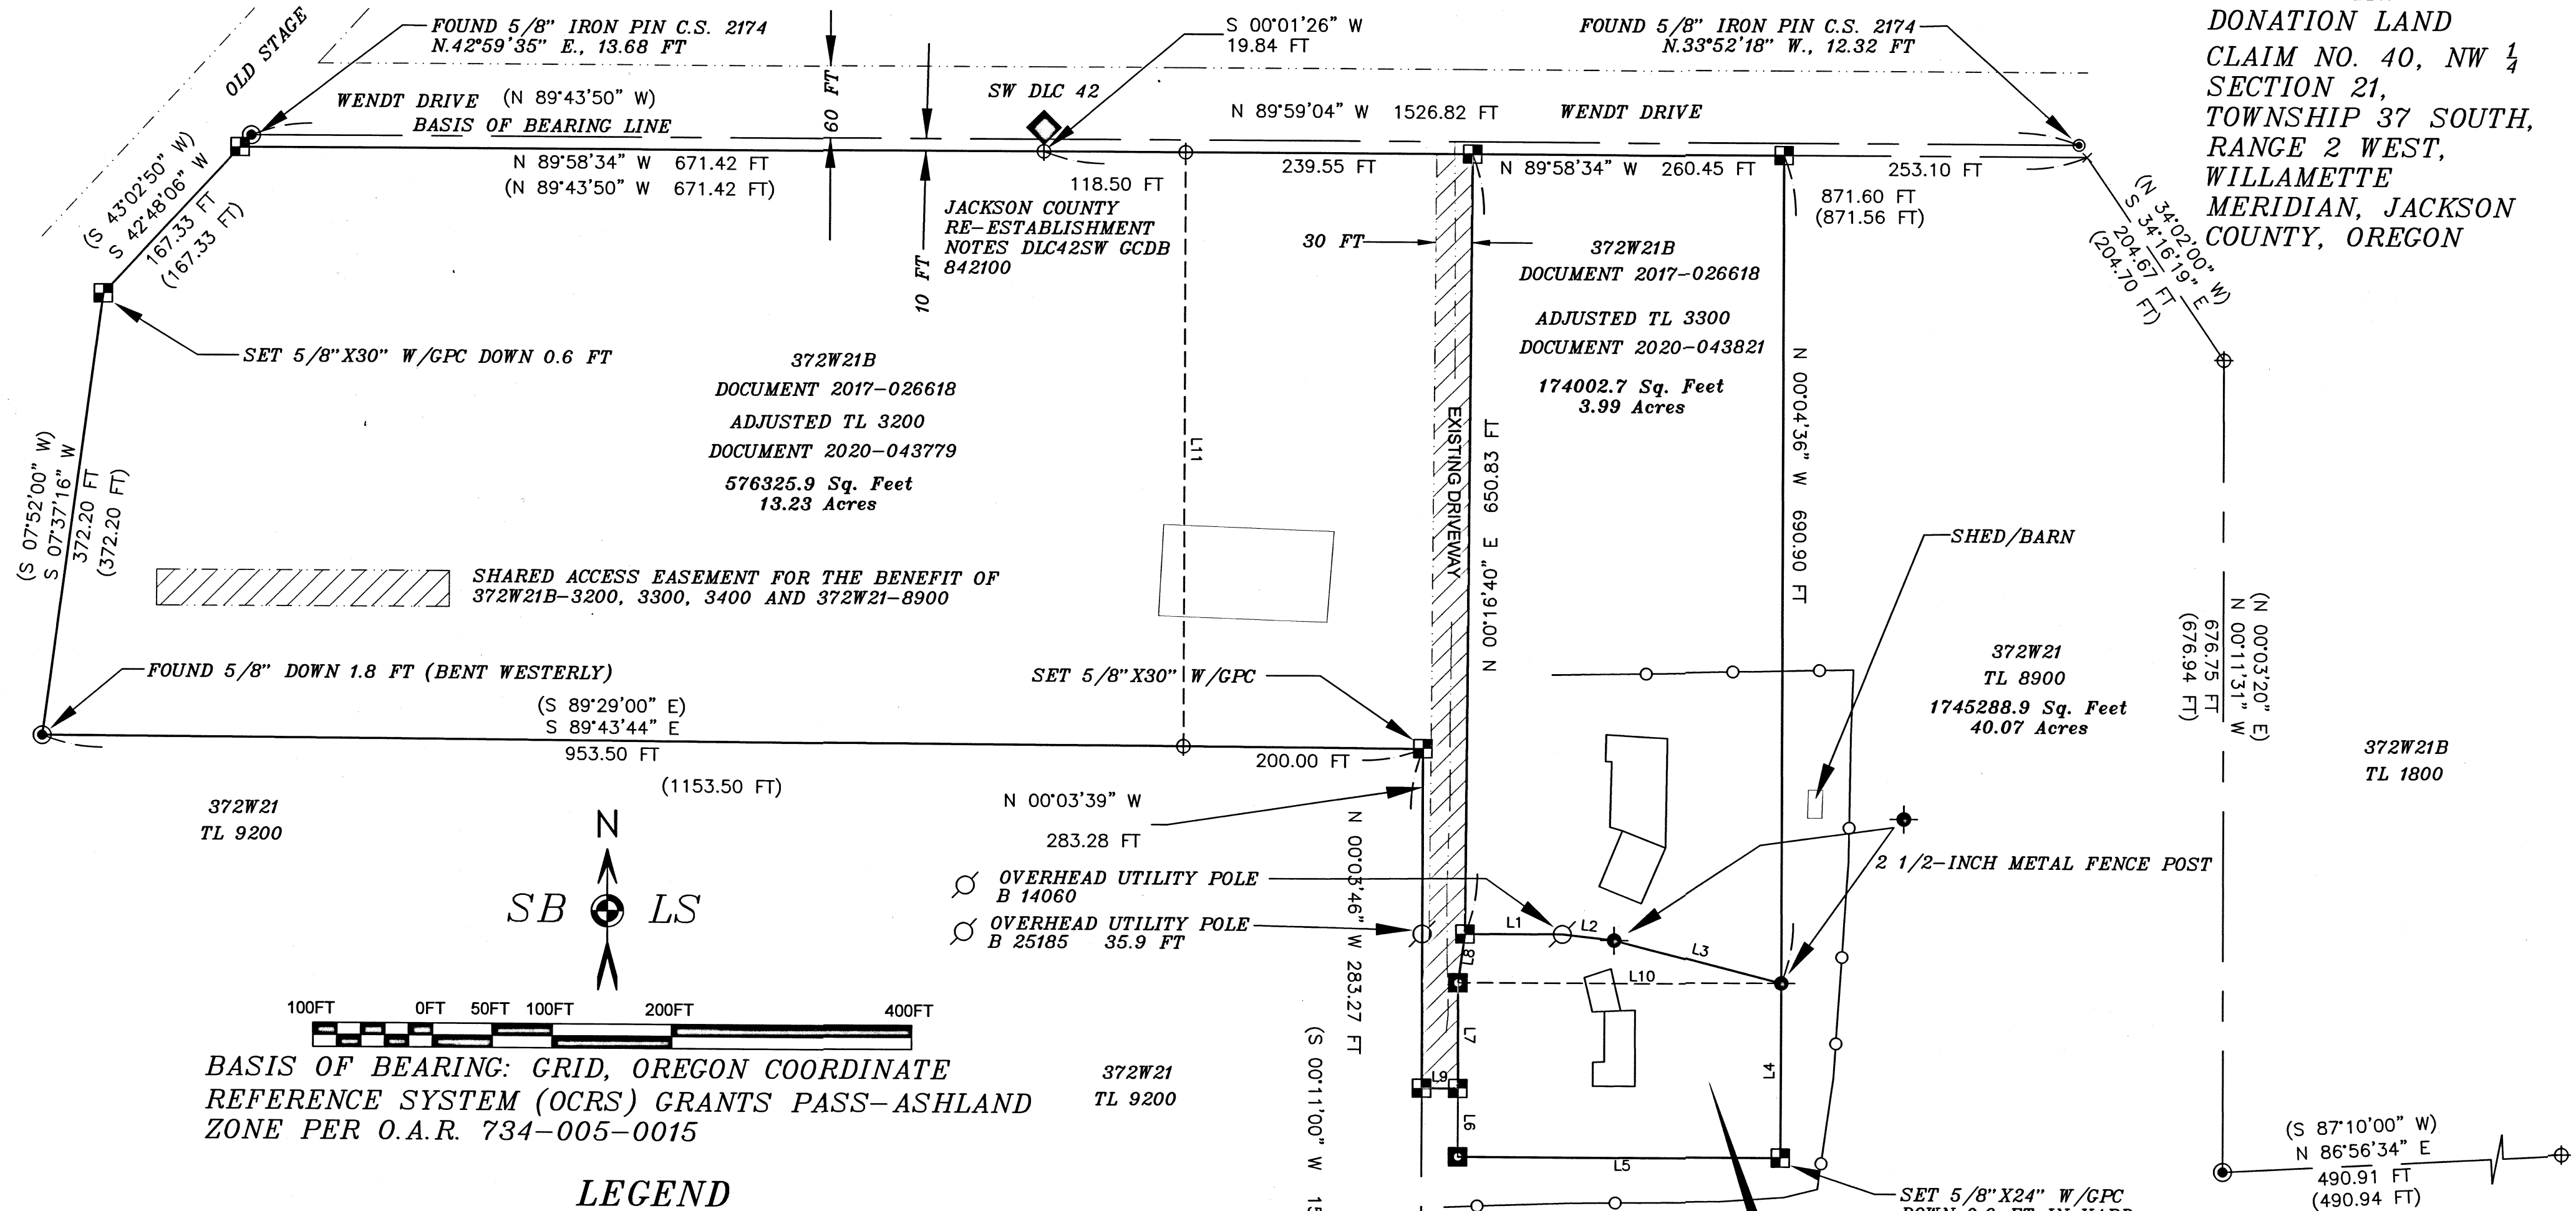 DONATION LAND
CLAIM NO. 40, NW 1/4
SECTION 21,
TOWNSHIP 37 SOUTH,
RANGE 2 WEST,
WILLAMETTE
MERIDIAN, JACKSON
COUNTY, OREGON
OLD STAGE
FOUND 5/8" IRON PIN C.S. 2174
N.42°59'35" E., 13.68 FT
60 FT
S 00°01'26" W
19.84 FT
FOUND 5/8" IRON PIN C.S. 2174
N.33°52'18" W., 12.32 FT
WENDT DRIVE
(N 89°43'50" W)
BASIS OF BEARING LINE
SW DLC 42
N 89°59'04" W 1526.82 FT
WENDT DRIVE
(S 43°02'50" W)
S 42°48'06" W
167.33 FT
(167.33 FT)
N 89°58'34" W 671.42 FT
(N 89°43'50" W 671.42 FT)
10 FT
118.50 FT
239.55 FT
N 89°58'34" W 260.45 FT
253.10 FT
871.60 FT
(871.56 FT)
(N 34°02'00" W)
S 34°16'19" E
204.67 FT
(204.70 FT)
JACKSON COUNTY
RE-ESTABLISHMENT
NOTES DLC42SW GCDB
842100
30 FT
372W21B
DOCUMENT 2017-026618
ADJUSTED TL 3300
DOCUMENT 2020-043821
174002.7 Sq. Feet
3.99 Acres
SET 5/8"X30" W/GPC DOWN 0.6 FT
372W21B
DOCUMENT 2017-026618
ADJUSTED TL 3200
DOCUMENT 2020-043779
576325.9 Sq. Feet
13.23 Acres
L11
EXISTING DRIVEWAY
N 00°16'40" E 650.83 FT
N 00°04'36" W 690.90 FT
(S 07°52'00" W)
S 07°37'16" W
372.20 FT
(372.20 FT)
SHARED ACCESS EASEMENT FOR THE BENEFIT OF
372W21B-3200, 3300, 3400 AND 372W21-8900
SHED/BARN
(N 00°03'20" E)
N 00°11'31" W
676.75 FT
(676.94 FT)
372W21
TL 8900
1745288.9 Sq. Feet
40.07 Acres
372W21B
TL 1800
FOUND 5/8" DOWN 1.8 FT (BENT WESTERLY)
SET 5/8"X30" W/GPC
(S 89°29'00" E)
S 89°43'44" E
953.50 FT
200.00 FT
(1153.50 FT)
372W21
TL 9200
N 00°03'39" W
283.28 FT
N 00°03'46" W 283.27 FT
N
SB LS
OVERHEAD UTILITY POLE
B 14060
OVERHEAD UTILITY POLE
B 25185 35.9 FT
2 1/2-INCH METAL FENCE POST
L1
L2
L3
L8
L10
L7
L4
L9
L6
L5
100FT 0FT 50FT 100FT 200FT 400FT
BASIS OF BEARING: GRID, OREGON COORDINATE
REFERENCE SYSTEM (OCRS) GRANTS PASS-ASHLAND
ZONE PER O.A.R. 734-005-0015
372W21
TL 9200
(S 00°11'00" W
(S 87°10'00" W)
N 86°56'34" E
490.91 FT
(490.94 FT)
SET 5/8"X24" W/GPC
LEGEND